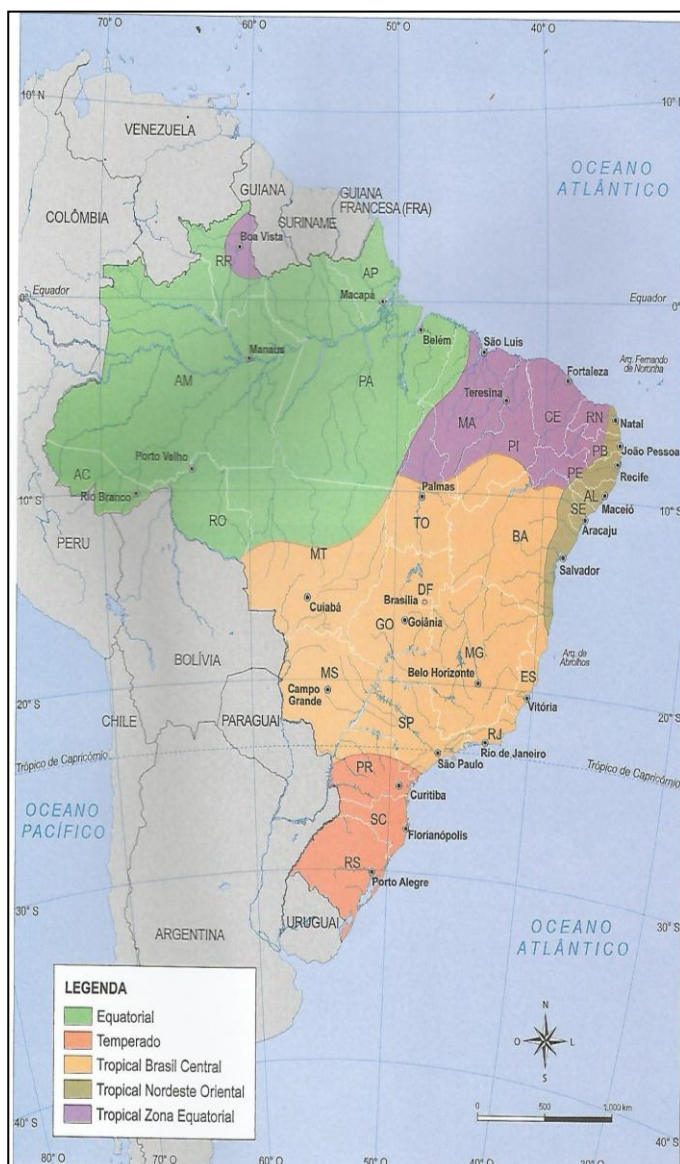 70° O
60° O
50° O
40° O
10° N
10° N
VENEZUELA
OCEANO
ATLÂNTICO
GUIANA
GUIANA
FRANCESA (FRA)
SURINAME
COLÔMBIA
Boa Vista
RR
AP
Equador
0°
Macapá
Equador
0°
Belém
São Luis
Arq. Fernando
de Noronha
Manaus
Fortaleza
Teresina
AM
PA
MA
CE
RN
Natal
PI
PB
João Pessoa
Porto Velho
PE
Recife
AC
Palmas
AL
10° S
Rio Branco
Maceió
10° S
RO
TO
SE
Aracaju
PERU
BA
MT
Salvador
DF
Brasília
Cuiabá
GO
Goiânia
BOLÍVIA
MG
Arq. de
Abrolhos
MS
Belo Horizonte
ES
20° S
Campo
Grande
Vitória
20° S
CHILE
PARAGUAI
SP
RJ
Rio de Janeiro
São Paulo
Trópico de Capricórnio
PR
Trópico de Capricórnio
Curitiba
OCEANO
PACÍFICO
SC
Florianópolis
RS
Porto Alegre
30° S
URUGUAI
30° S
ARGENTINA
OCEANO
ATLÂNTICO
LEGENDA
Equatorial
Temperado
Tropical Brasil Central
Tropical Nordeste Oriental
Tropical Zona Equatorial
N
O
L
S
0
500
1.000 km
40° S
40° S
80° O
70° O
60° O
50° O
40° O
30° O